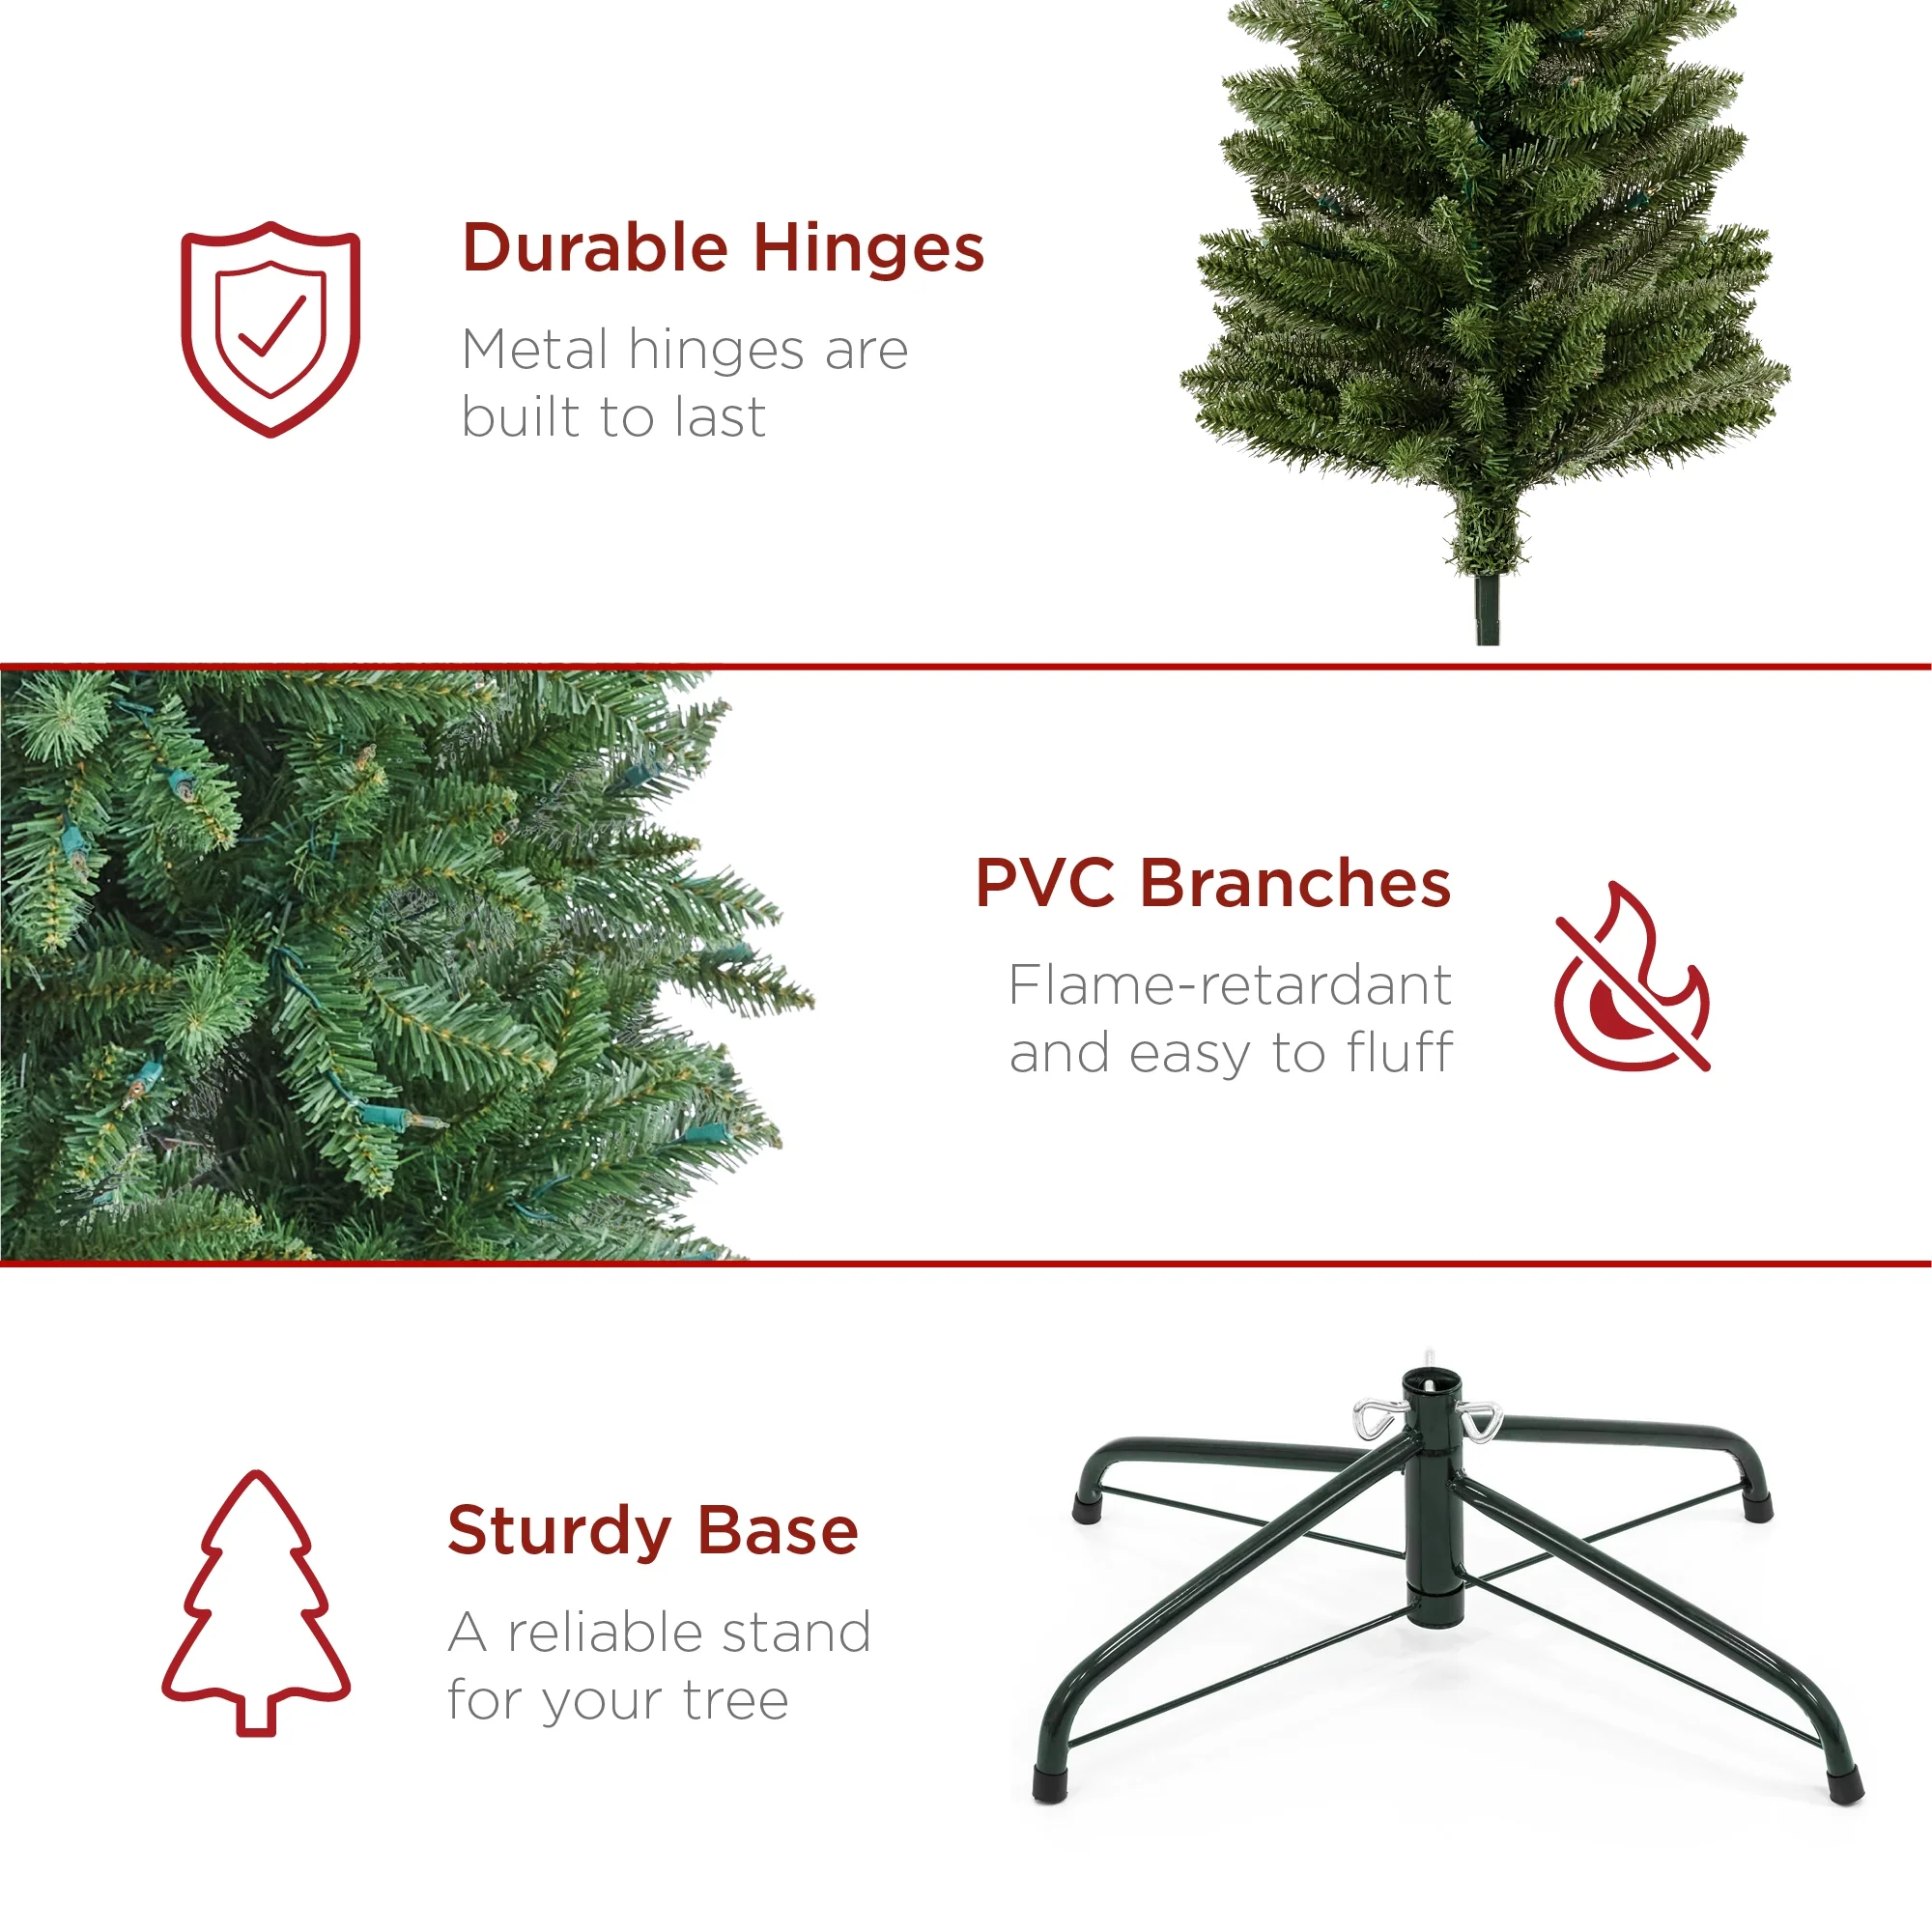 Durable Hinges
Metal hinges are
built to last
PVC Branches
Flame-retardant
and easy to fluff
Sturdy Base
A reliable stand
for your tree